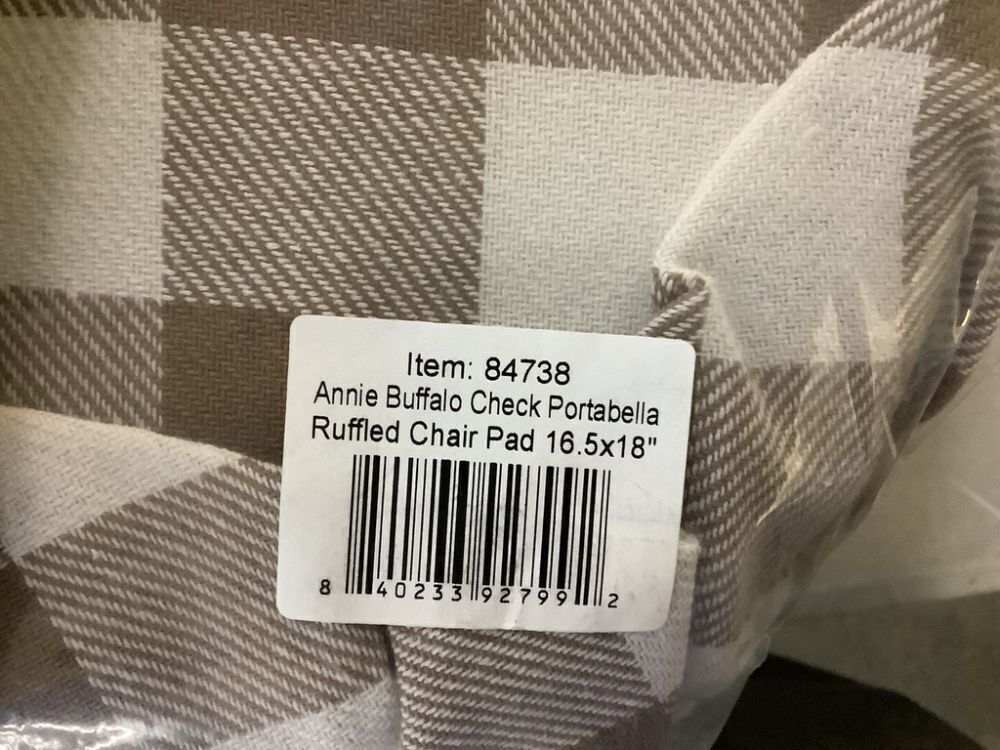 Item: 84738
Annie Buffalo Check Portabella
Ruffled Chair Pad 16.5x18"
8 40233 92799 2